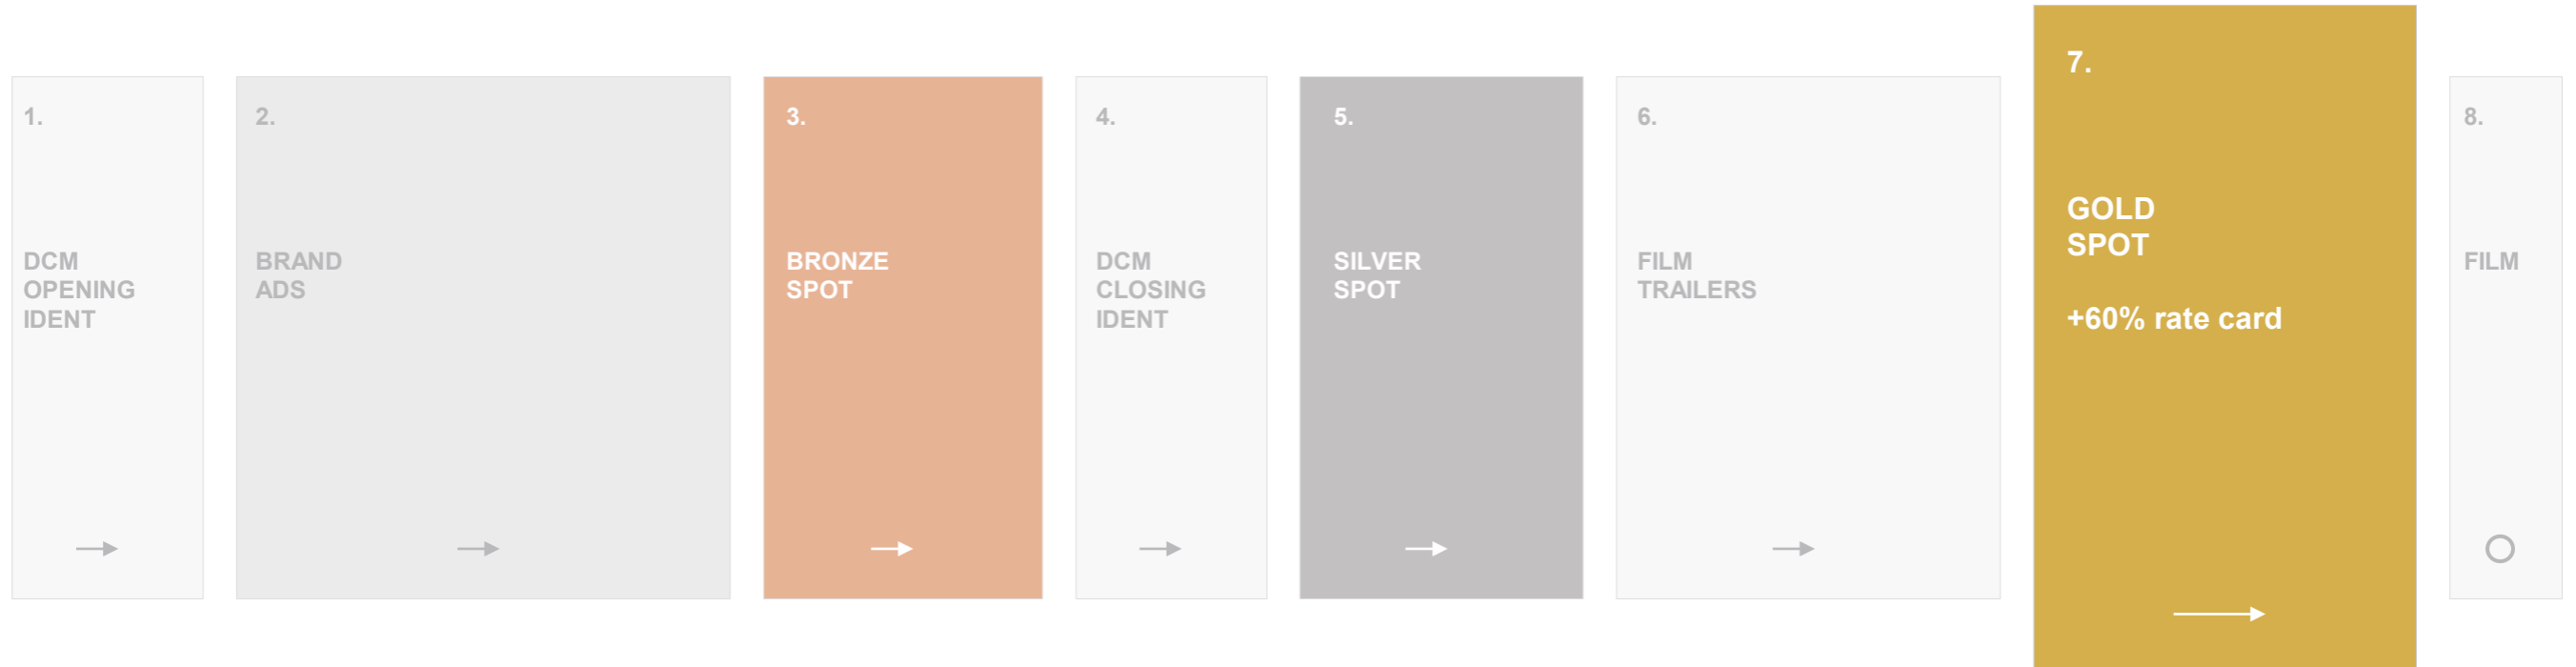 1.
DCM
OPENING
IDENT
2.
BRAND
ADS
3.
BRONZE
SPOT
4.
DCM
CLOSING
IDENT
5.
SILVER
SPOT
6.
FILM
TRAILERS
7.
GOLD
SPOT
+60% rate card
8.
FILM